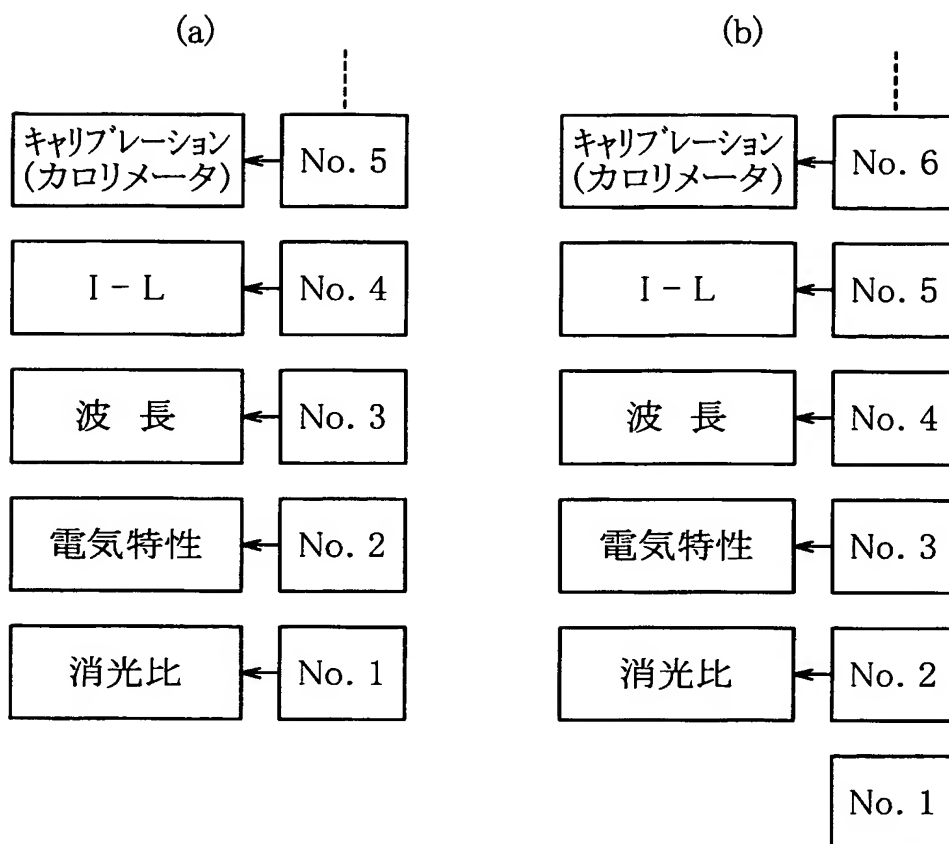 (a)
キャリブレーション
(カロリメータ)
No. 5
I - L
No. 4
波 長
No. 3
電気特性
No. 2
消光比
No. 1
(b)
キャリブレーション
(カロリメータ)
No. 6
I - L
No. 5
波 長
No. 4
電気特性
No. 3
消光比
No. 2
No. 1